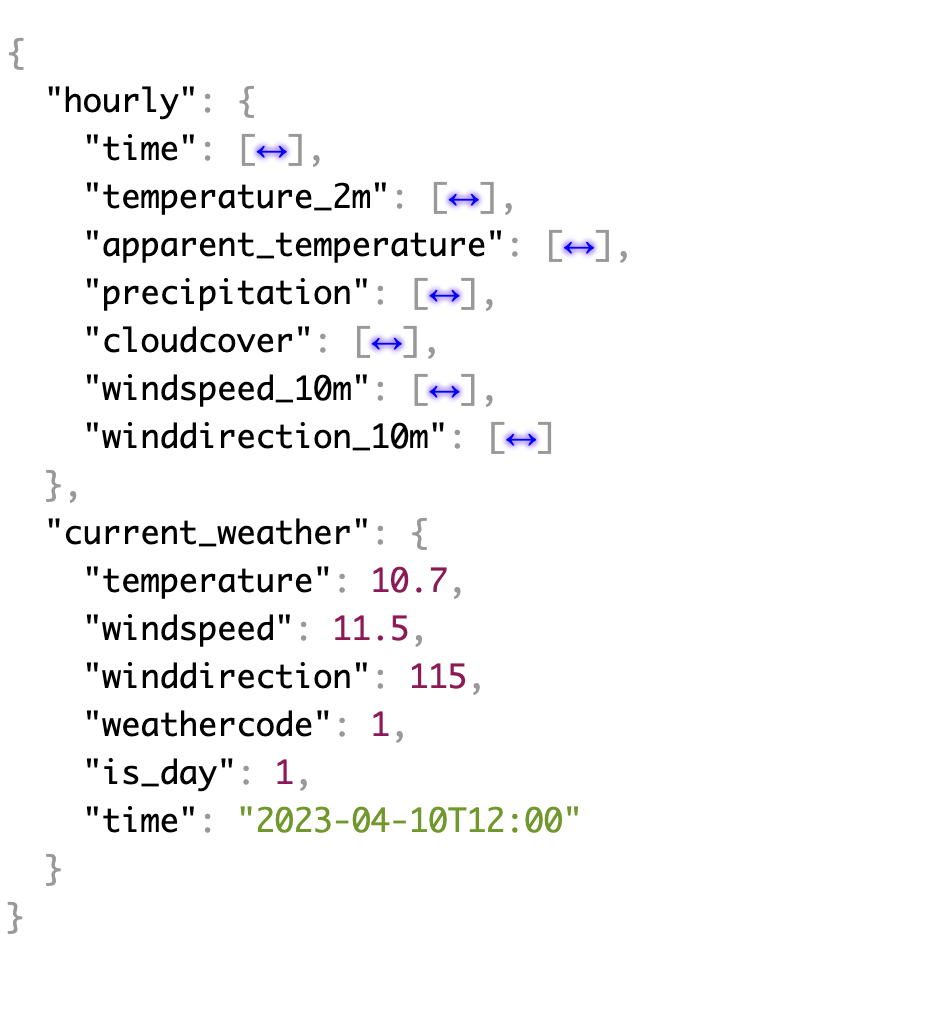 {
  "hourly": {
    "time": [↔],
    "temperature_2m": [↔],
    "apparent_temperature": [↔],
    "precipitation": [↔],
    "cloudcover": [↔],
    "windspeed_10m": [↔],
    "winddirection_10m": [↔]
  },
  "current_weather": {
    "temperature": 10.7,
    "windspeed": 11.5,
    "winddirection": 115,
    "weathercode": 1,
    "is_day": 1,
    "time": "2023-04-10T12:00"
  }
}